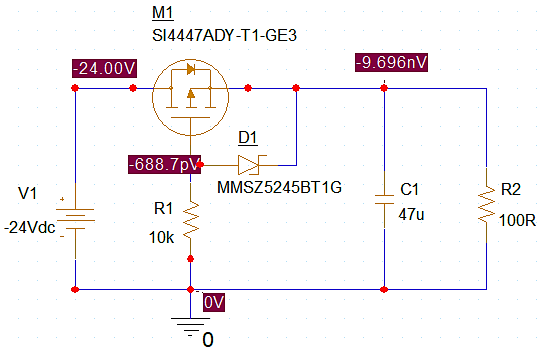 M1
SI4447ADY-T1-GE3
-24.00V
-9.696nV
D1
-688.7pV
MMSZ5245BT1G
V1
-24Vdc
R1
10k
C1
47u
R2
100R
0V
0